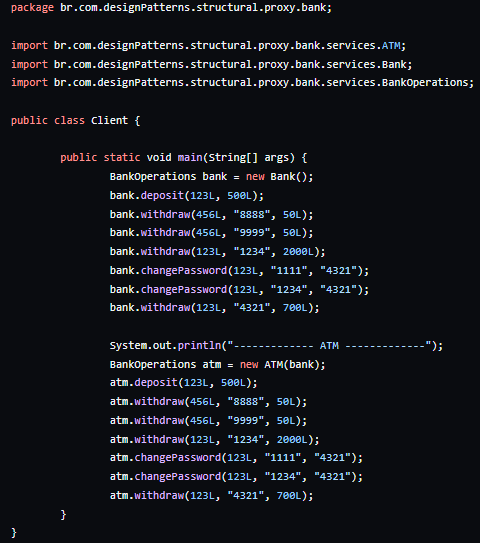 package br.com.designPatterns.structural.proxy.bank;
import br.com.designPatterns.structural.proxy.bank.services.ATM;
import br.com.designPatterns.structural.proxy.bank.services.Bank;
import br.com.designPatterns.structural.proxy.bank.services.BankOperations;
public class Client {
public static void main(String[] args) {
BankOperations bank = new Bank();
bank.deposit(123L, 500L);
bank.withdraw(456L, "8888", 50L);
bank.withdraw(456L, "9999", 50L);
bank.withdraw(123L, "1234", 2000L);
bank.changePassword(123L, "1111", "4321");
bank.changePassword(123L, "1234", "4321");
bank.withdraw(123L, "4321", 700L);
System.out.println("------------- ATM -------------");
BankOperations atm = new ATM(bank);
atm.deposit(123L, 500L);
atm.withdraw(456L, "8888", 50L);
atm.withdraw(456L, "9999", 50L);
atm.withdraw(123L, "1234", 2000L);
atm.changePassword(123L, "1111", "4321");
atm.changePassword(123L, "1234", "4321");
atm.withdraw(123L, "4321", 700L);
}
}